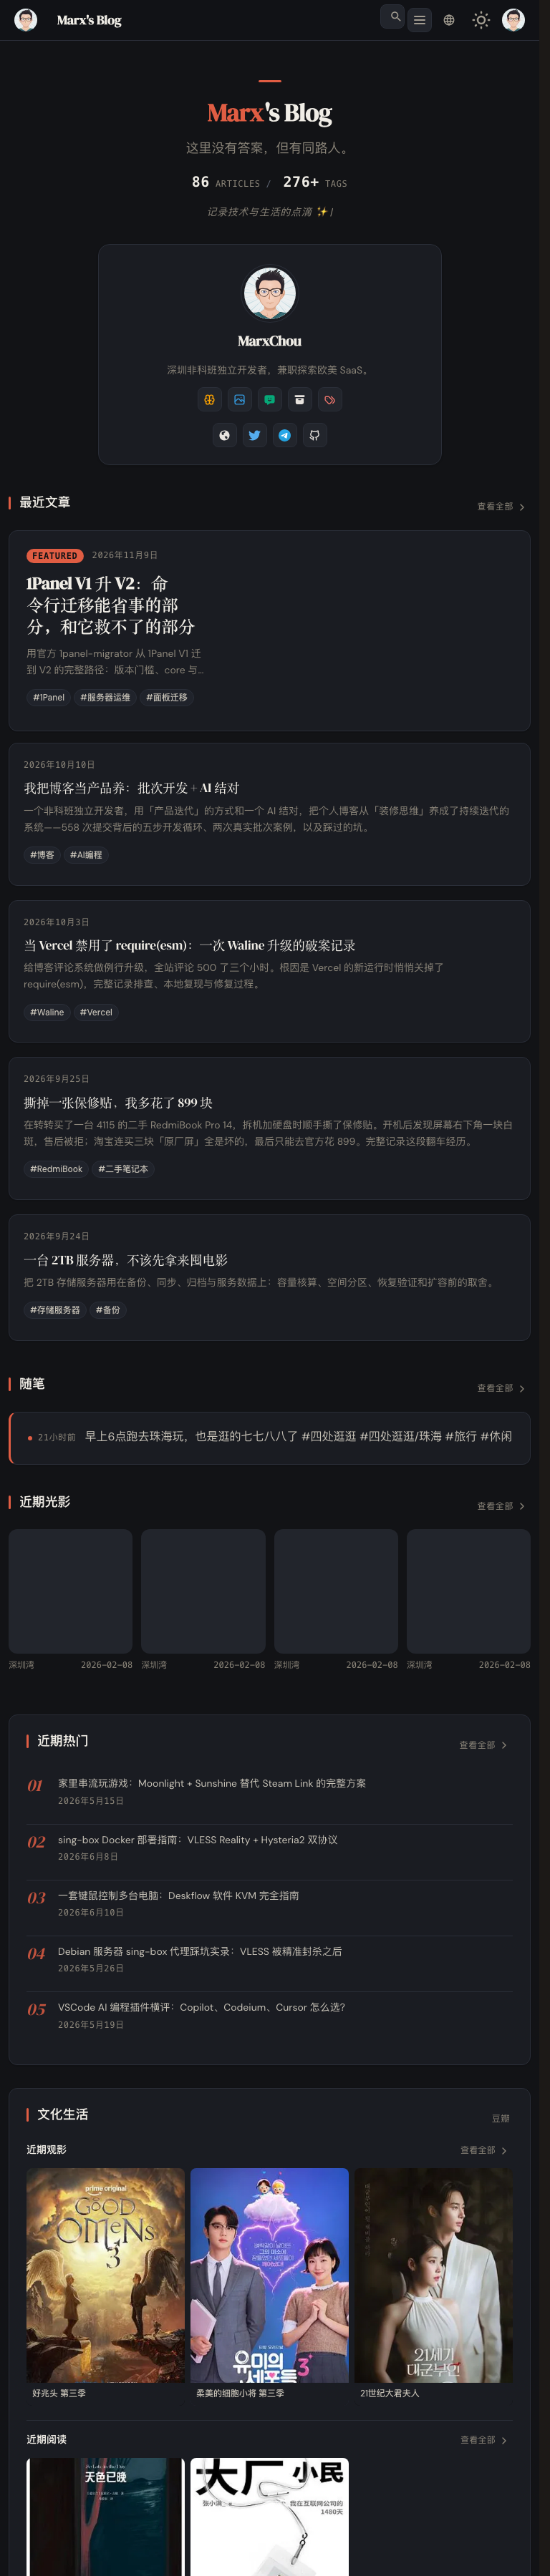 Marx's Blog
Marx's Blog
这里没有答案，但有同路人。
86 ARTICLES / 276+ TAGS
记录技术与生活的点滴 ✨ |
MarxChou
深圳非科班独立开发者，兼职探索欧美 SaaS。
最近文章
查看全部
FEATURED 2026年11月9日
1Panel V1 升 V2：命
令行迁移能省事的部
分，和它救不了的部分
用官方 1panel-migrator 从 1Panel V1 迁
到 V2 的完整路径：版本门槛、core 与…
#1Panel #服务器运维 #面板迁移
2026年10月10日
我把博客当产品养：批次开发 + AI 结对
一个非科班独立开发者，用「产品迭代」的方式和一个 AI 结对，把个人博客从「装修思维」养成了持续迭代的
系统——558 次提交背后的五步开发循环、两次真实批次案例，以及踩过的坑。
#博客 #AI编程
2026年10月3日
当 Vercel 禁用了 require(esm)：一次 Waline 升级的破案记录
给博客评论系统做例行升级，全站评论 500 了三个小时。根因是 Vercel 的新运行时悄悄关掉了
require(esm)，完整记录排查、本地复现与修复过程。
#Waline #Vercel
2026年9月25日
撕掉一张保修贴，我多花了 899 块
在转转买了一台 4115 的二手 RedmiBook Pro 14，拆机加硬盘时顺手撕了保修贴。开机后发现屏幕右下角一块白
斑，售后被拒；淘宝连买三块「原厂屏」全是坏的，最后只能去官方花 899。完整记录这段翻车经历。
#RedmiBook #二手笔记本
2026年9月24日
一台 2TB 服务器，不该先拿来囤电影
把 2TB 存储服务器用在备份、同步、归档与服务数据上：容量核算、空间分区、恢复验证和扩容前的取舍。
#存储服务器 #备份
随笔
查看全部
21小时前 早上6点跑去珠海玩，也是逛的七七八八了 #四处逛逛 #四处逛逛/珠海 #旅行 #休闲
近期光影
查看全部
深圳湾 2026-02-08 深圳湾 2026-02-08 深圳湾 2026-02-08 深圳湾 2026-02-08
近期热门
查看全部
01 家里串流玩游戏：Moonlight + Sunshine 替代 Steam Link 的完整方案
2026年5月15日
02 sing-box Docker 部署指南：VLESS Reality + Hysteria2 双协议
2026年6月8日
03 一套键鼠控制多台电脑：Deskflow 软件 KVM 完全指南
2026年6月10日
04 Debian 服务器 sing-box 代理踩坑实录：VLESS 被精准封杀之后
2026年5月26日
05 VSCode AI 编程插件横评：Copilot、Codeium、Cursor 怎么选?
2026年5月19日
文化生活
豆瓣
近期观影
查看全部
prime original
GOOD
OMENS
3
유미의
세포들 3
21세기
대군부인
好兆头 第三季
柔美的细胞小将 第三季
21世纪大君夫人
近期阅读
查看全部
天色已晚
大厂 小民
张小满
我在互联网公司的
1480天